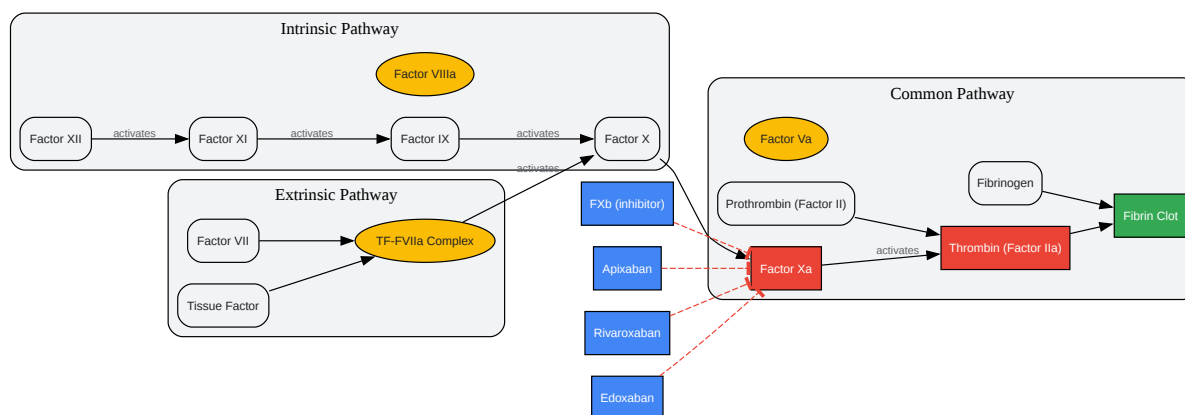 Intrinsic Pathway
Factor VIIIa
Factor XII
activates
Factor XI
activates
Factor IX
activates
Factor X
activates
Extrinsic Pathway
Factor VII
TF-FVIIa Complex
Tissue Factor
FXb (inhibitor)
Apixaban
Rivaroxaban
Edoxaban
Common Pathway
Factor Va
Prothrombin (Factor II)
Fibrinogen
Factor Xa
activates
Thrombin (Factor IIa)
Fibrin Clot